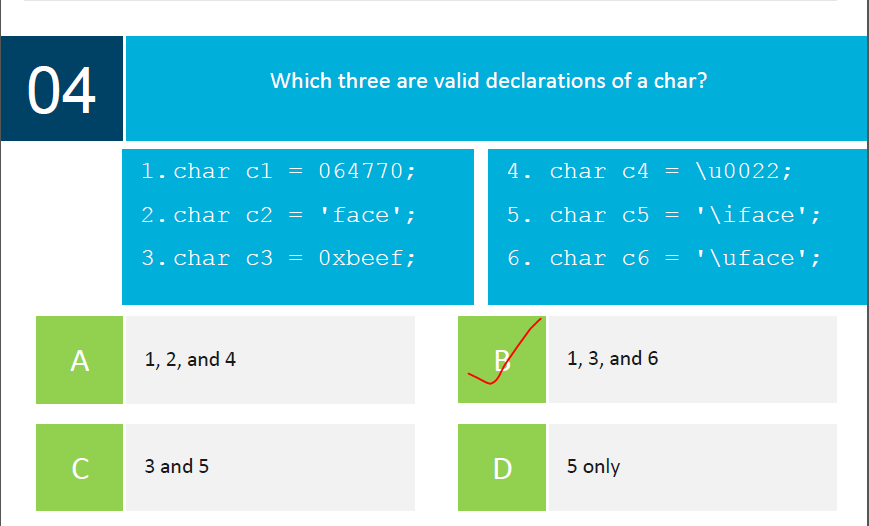 04
Which three are valid declarations of a char?
1. char c1 = 064770;
2. char c2 = 'face';
3. char c3 = 0xbeef;
4. char c4 = \u0022;
5. char c5 = '\iface';
6. char c6 = '\uface';
A
1, 2, and 4
B
1, 3, and 6
C
3 and 5
D
5 only